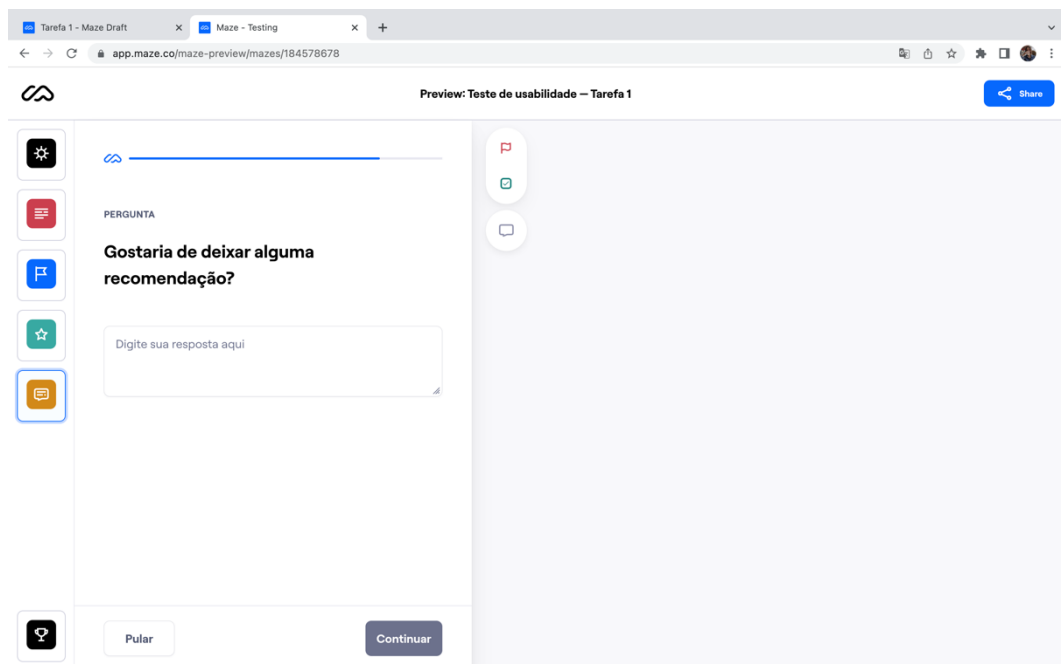 Tarefa 1 - Maze Draft
Maze - Testing
app.maze.co/maze-preview/mazes/184578678
Preview: Teste de usabilidade — Tarefa 1
Share
PERGUNTA
Gostaria de deixar alguma
recomendação?
Digite sua resposta aqui
Pular
Continuar